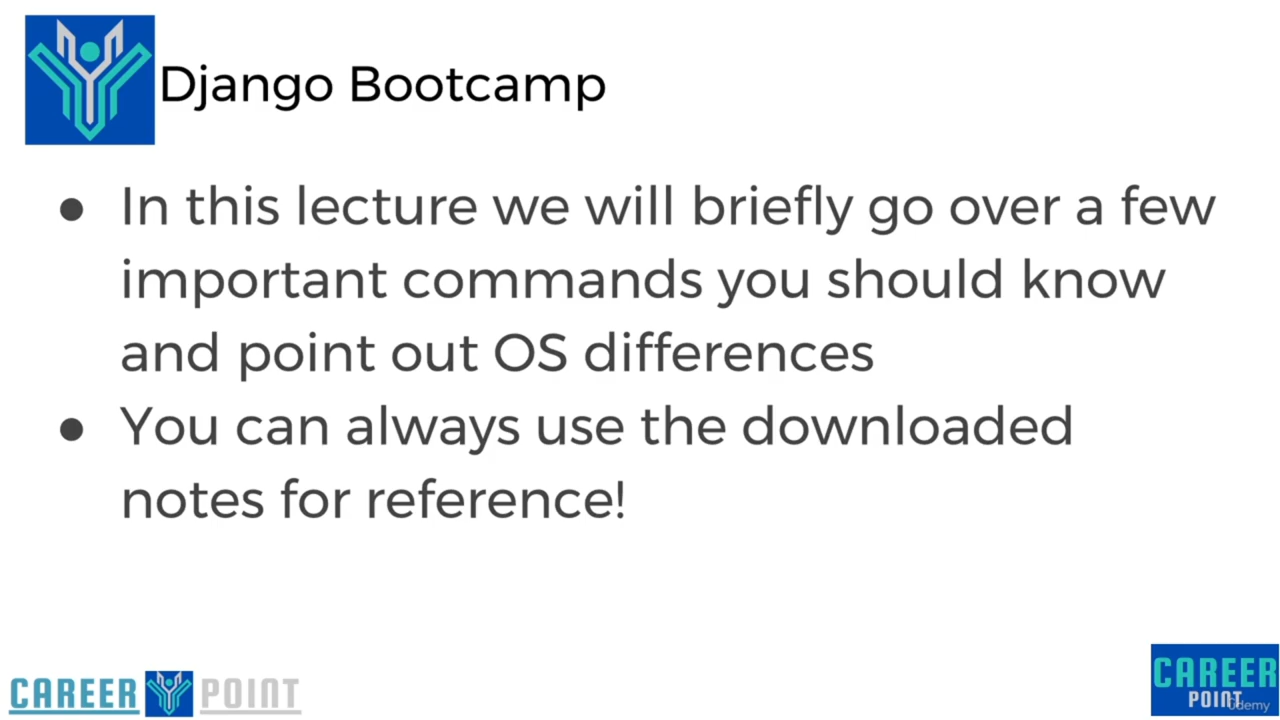 Django Bootcamp
● In this lecture we will briefly go over a few
important commands you should know
and point out OS differences
● You can always use the downloaded
notes for reference!
CAREER POINT
CAREER
POINT
ûdemy